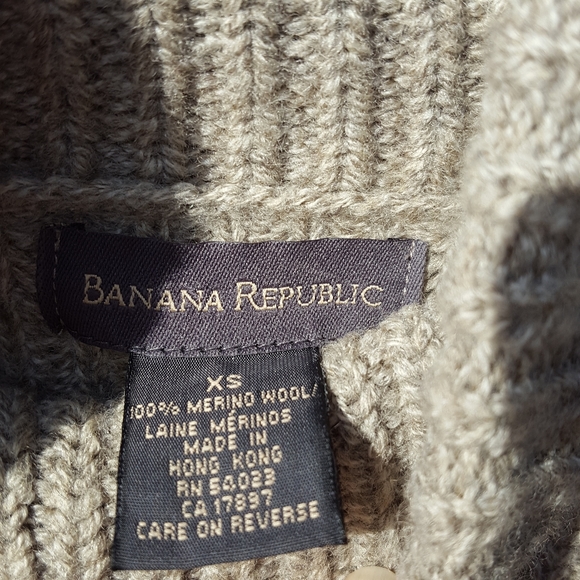 BANANA REPUBLIC
XS
100% MERINO WOOL/
LAINE MÉRINOS
MADE IN
HONG KONG
RN 54023
CA 17897
CARE ON REVERSE